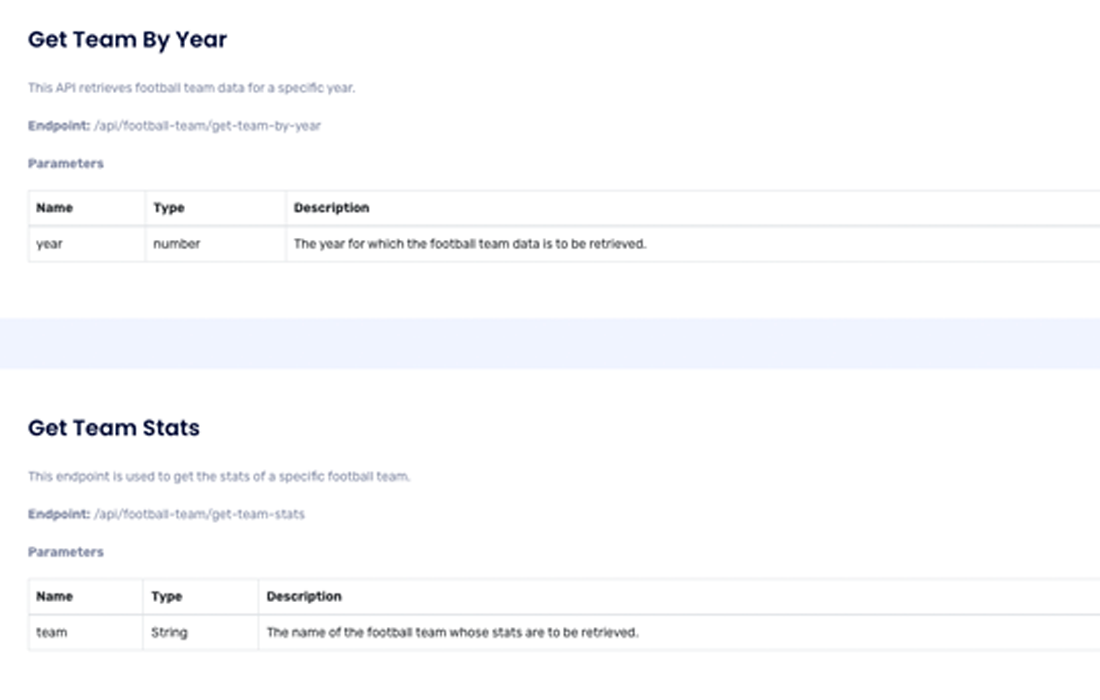 Get Team By Year
This API retrieves football team data for a specific year.
Endpoint: /api/football-team/get-team-by-year
Parameters
Name Type Description
year number The year for which the football team data is to be retrieved.
Get Team Stats
This endpoint is used to get the stats of a specific football team.
Endpoint: /api/football-team/get-team-stats
Parameters
Name Type Description
team String The name of the football team whose stats are to be retrieved.